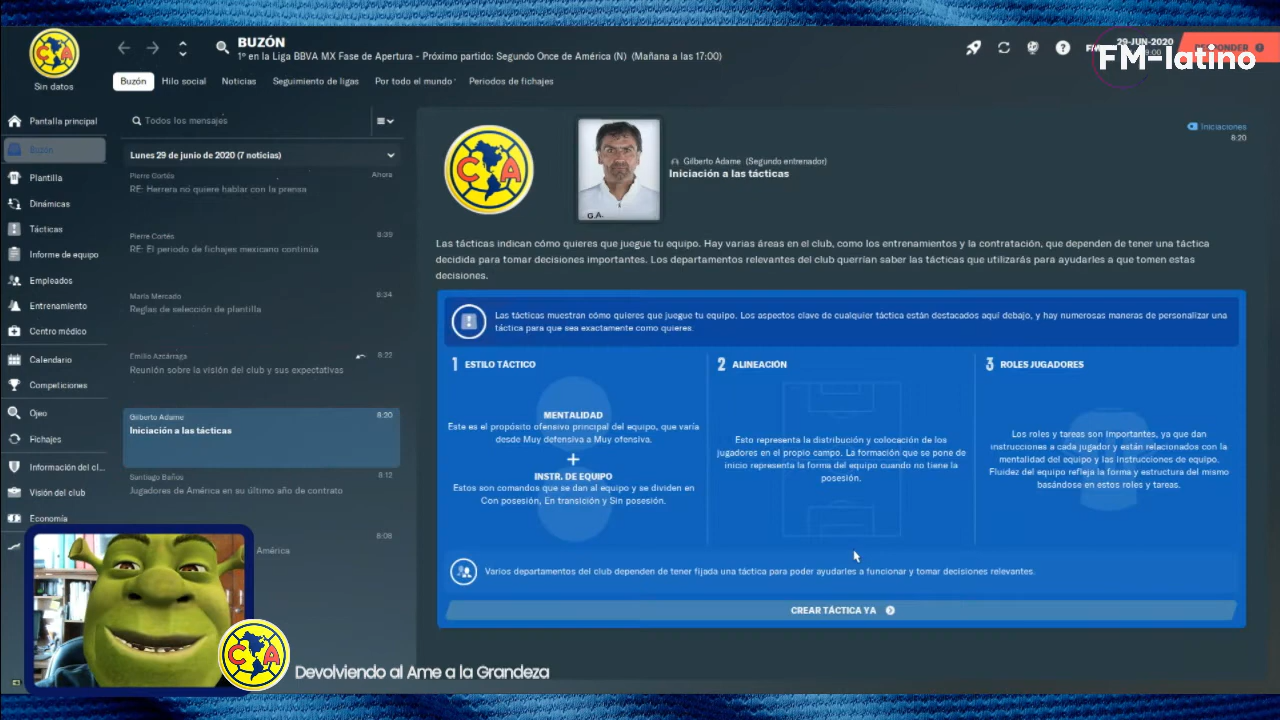 BUZÓN
1º en la Liga BBVA MX Fase de Apertura - Próximo partido: Segundo Once de América (N) (Mañana a las 17:00)
29-JUN-2020
FM-latino
Sin datos
Buzón
Hilo social
Noticias
Seguimiento de ligas
Por todo el mundo
Periodos de fichajes
Pantalla principal
Buzón
Plantilla
Dinámicas
Tácticas
Informe de equipo
Empleados
Entrenamiento
Centro médico
Calendario
Competiciones
Ojeo
Fichajes
Información del cl...
Visión del club
Economía
Todos los mensajes
Lunes 29 de junio de 2020 (7 noticias)
Pierre Cortés
Ahora
RE: Herrera no quiere hablar con la prensa
Pierre Cortés
8:39
RE: El periodo de fichajes mexicano continúa
María Mercado
8:34
Reglas de selección de plantilla
Emilio Azcárraga
8:22
Reunión sobre la visión del club y sus expectativas
Gilberto Adame
8:20
Iniciación a las tácticas
Santiago Baños
8:12
Jugadores de América en su último año de contrato
8:08
América
G.A.
Gilberto Adame (Segundo entrenador)
Iniciación a las tácticas
Iniciaciones
8:20
Las tácticas indican cómo quieres que juegue tu equipo. Hay varias áreas en el club, como los entrenamientos y la contratación, que dependen de tener una táctica
decidida para tomar decisiones importantes. Los departamentos relevantes del club querrían saber las tácticas que utilizarás para ayudarles a que tomen estas
decisiones.
Las tácticas muestran cómo quieres que juegue tu equipo. Los aspectos clave de cualquier táctica están destacados aquí debajo, y hay numerosas maneras de personalizar una
táctica para que sea exactamente como quieres.
1 ESTILO TÁCTICO
MENTALIDAD
Este es el propósito ofensivo principal del equipo, que varía
desde Muy defensiva a Muy ofensiva.
+
INSTR. DE EQUIPO
Estos son comandos que se dan al equipo y se dividen en
Con posesión, En transición y Sin posesión.
2 ALINEACIÓN
Esto representa la distribución y colocación de los
jugadores en el propio campo. La formación que se pone de
inicio representa la forma del equipo cuando no tiene la
posesión.
3 ROLES JUGADORES
Los roles y tareas son importantes, ya que dan
instrucciones a cada jugador y están relacionados con la
mentalidad del equipo y las instrucciones de equipo.
Fluidez del equipo refleja la forma y estructura del mismo
basándose en estos roles y tareas.
Varios departamentos del club dependen de tener fijada una táctica para poder ayudarles a funcionar y tomar decisiones relevantes.
CREAR TÁCTICA YA
CA
Devolviendo al Ame a la Grandeza